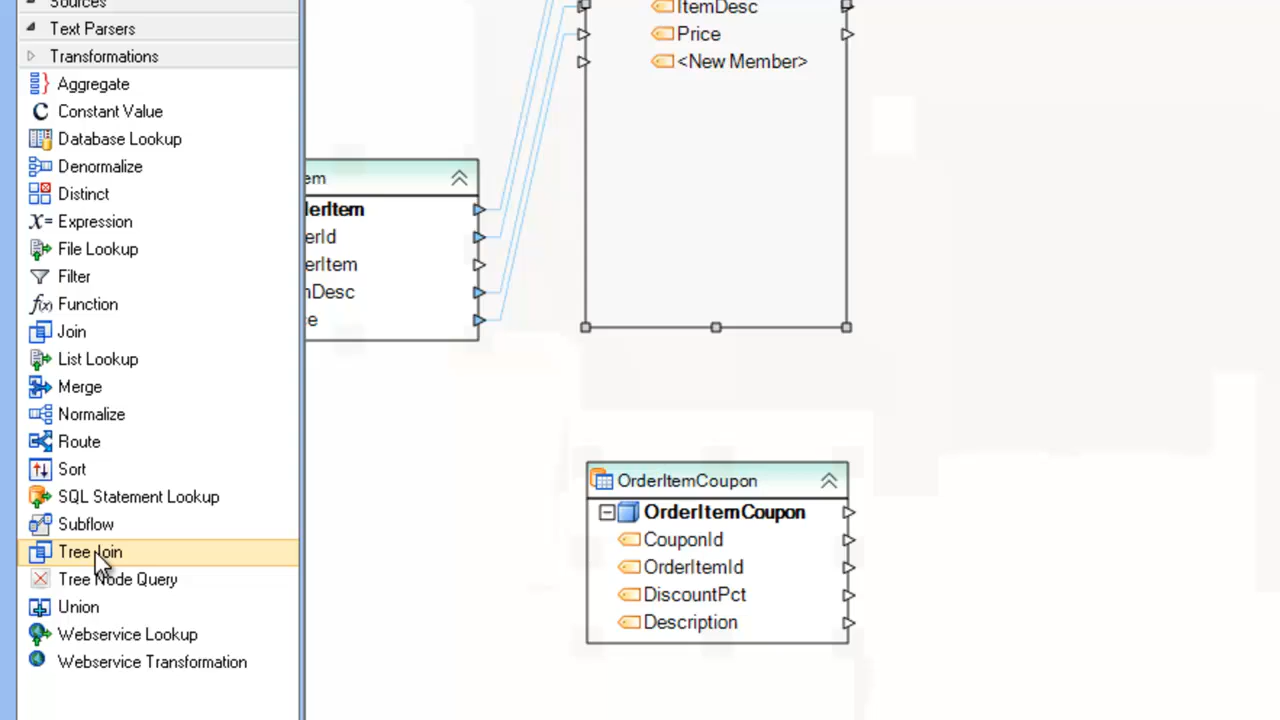 Sources
Text Parsers
Transformations
Aggregate
Constant Value
Database Lookup
Denormalize
Distinct
X= Expression
File Lookup
Filter
f(x) Function
Join
List Lookup
Merge
Normalize
Route
Sort
SQL Statement Lookup
Subflow
Tree Join
Tree Node Query
Union
Webservice Lookup
Webservice Transformation
em
lerItem
erId
erItem
nDesc
ce
ItemDesc
Price
<New Member>
OrderItemCoupon
OrderItemCoupon
CouponId
OrderItemId
DiscountPct
Description